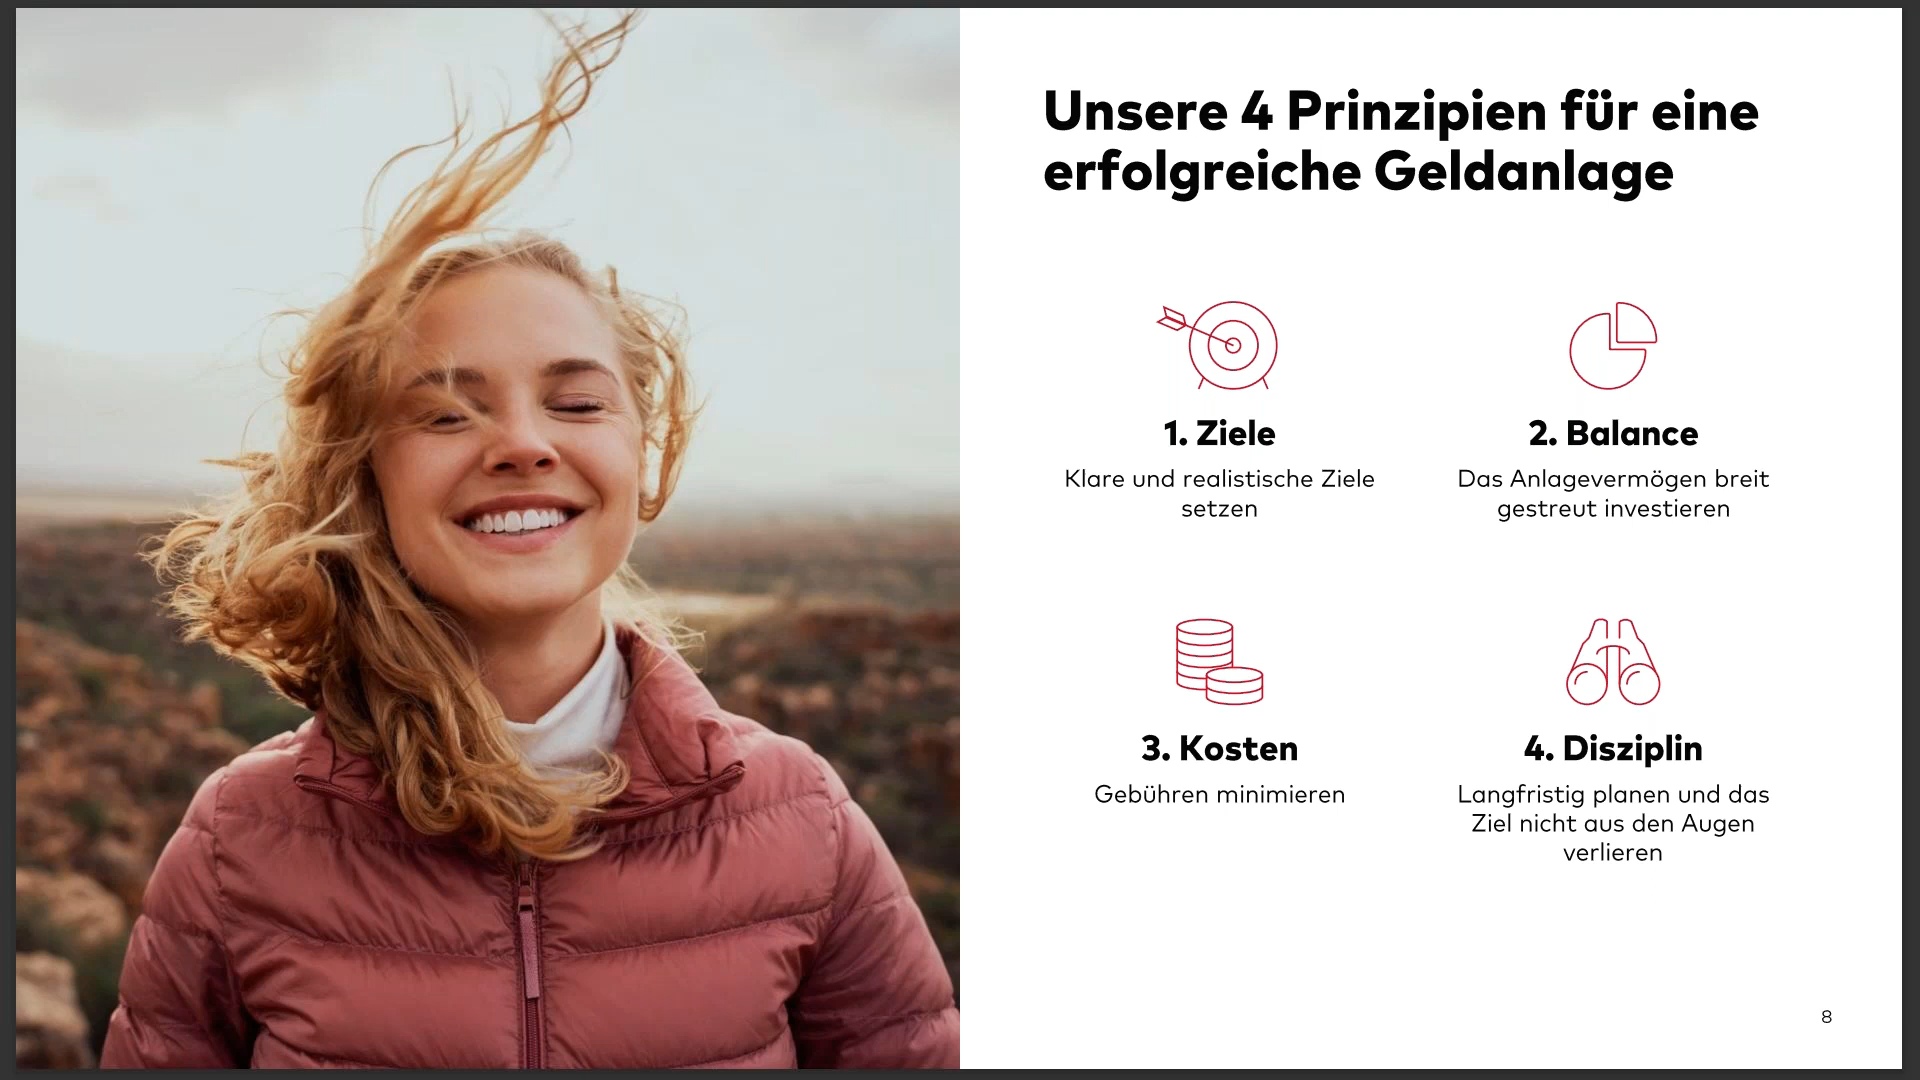 Unsere 4 Prinzipien für eine
erfolgreiche Geldanlage
1. Ziele
Klare und realistische Ziele
setzen
2. Balance
Das Anlagevermögen breit
gestreut investieren
3. Kosten
Gebühren minimieren
4. Disziplin
Langfristig planen und das
Ziel nicht aus den Augen
verlieren
8